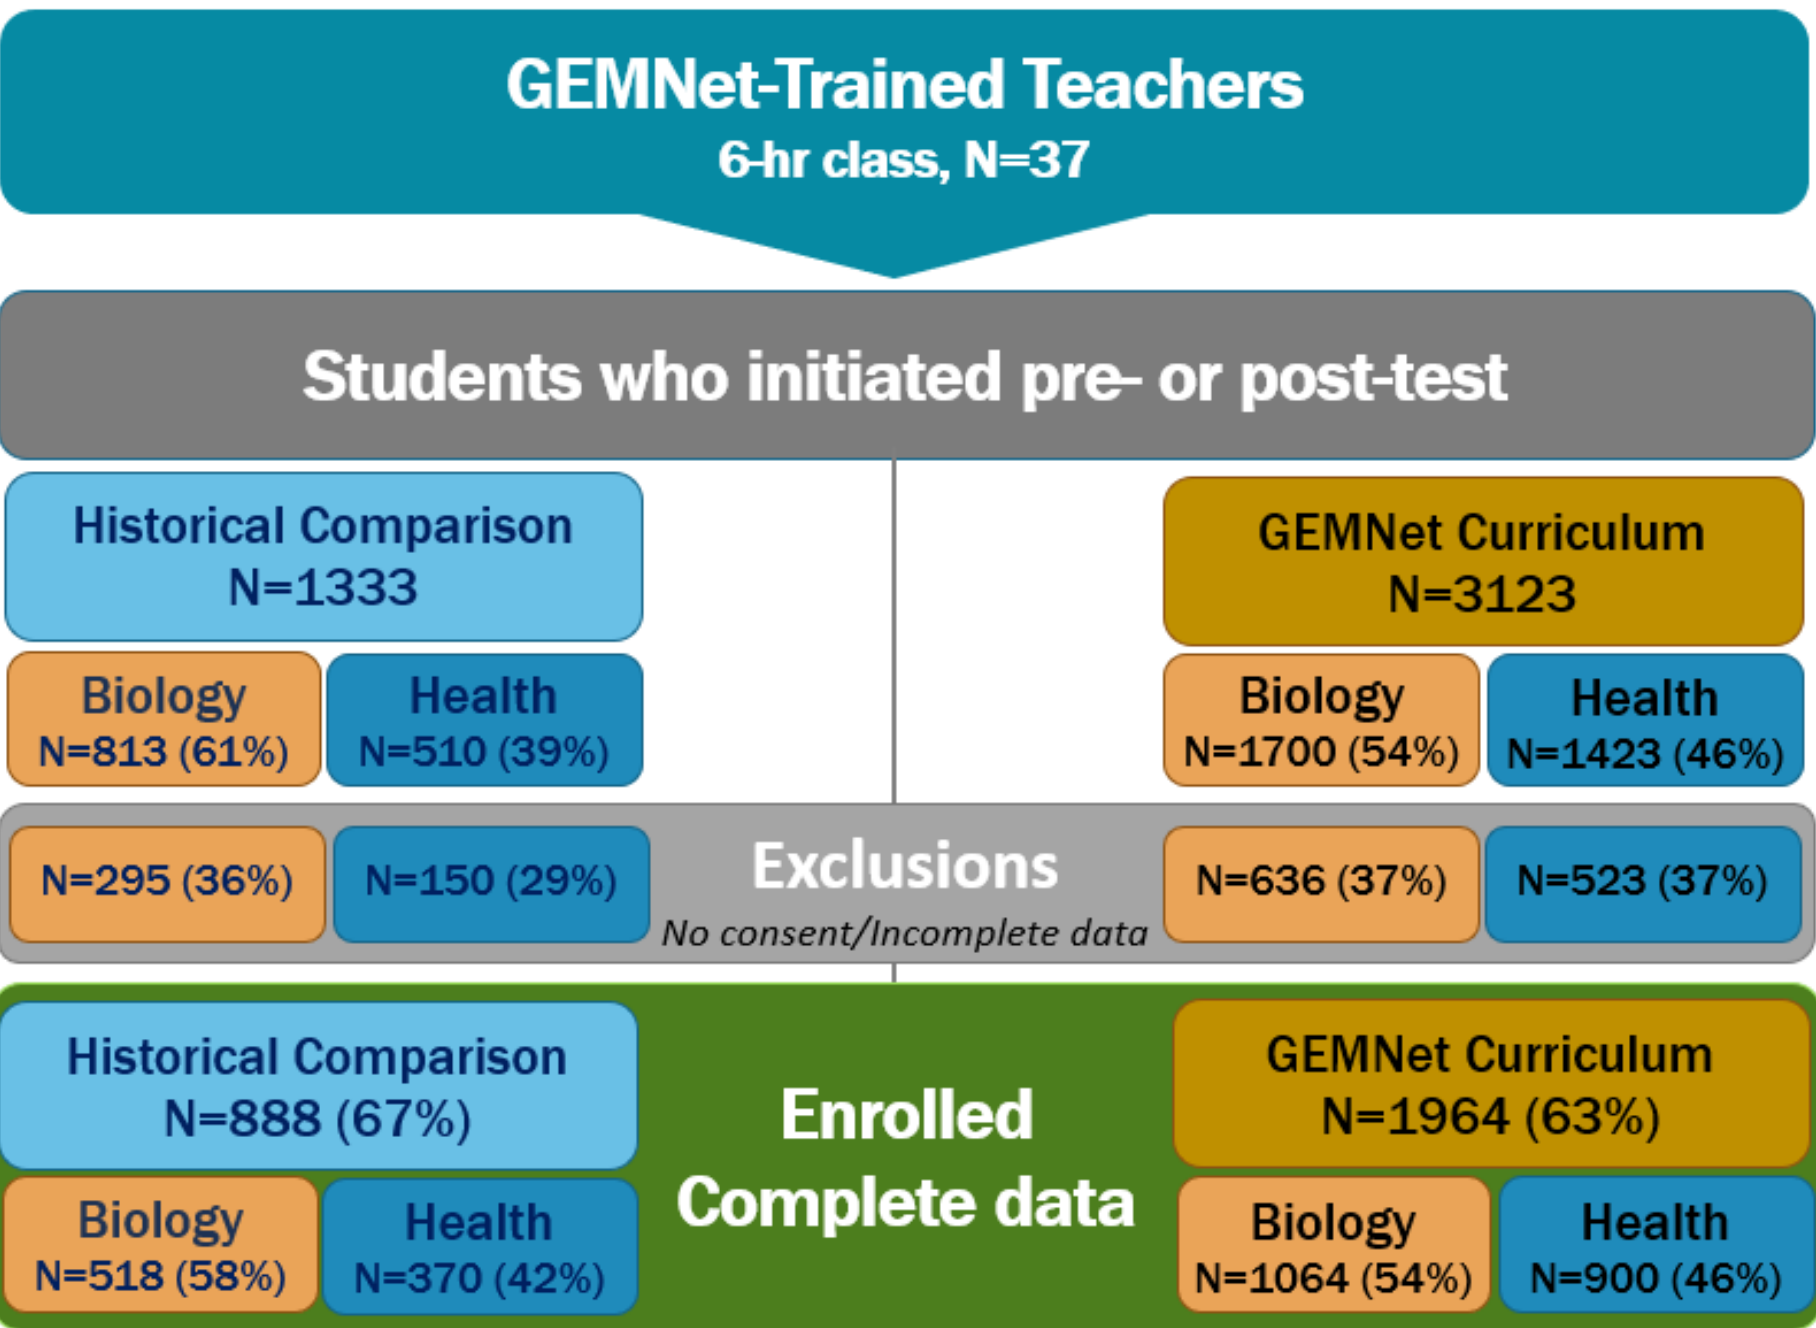 GEMNet-Trained Teachers
6-hr class, N=37
Students who initiated pre- or post-test
Historical Comparison
N=1333
Biology
N=813 (61%)
Health
N=510 (39%)
GEMNet Curriculum
N=3123
Biology
N=1700 (54%)
Health
N=1423 (46%)
N=295 (36%)
N=150 (29%)
Exclusions
No consent/Incomplete data
N=636 (37%)
N=523 (37%)
Historical Comparison
N=888 (67%)
Biology
N=518 (58%)
Health
N=370 (42%)
Enrolled
Complete data
GEMNet Curriculum
N=1964 (63%)
Biology
N=1064 (54%)
Health
N=900 (46%)